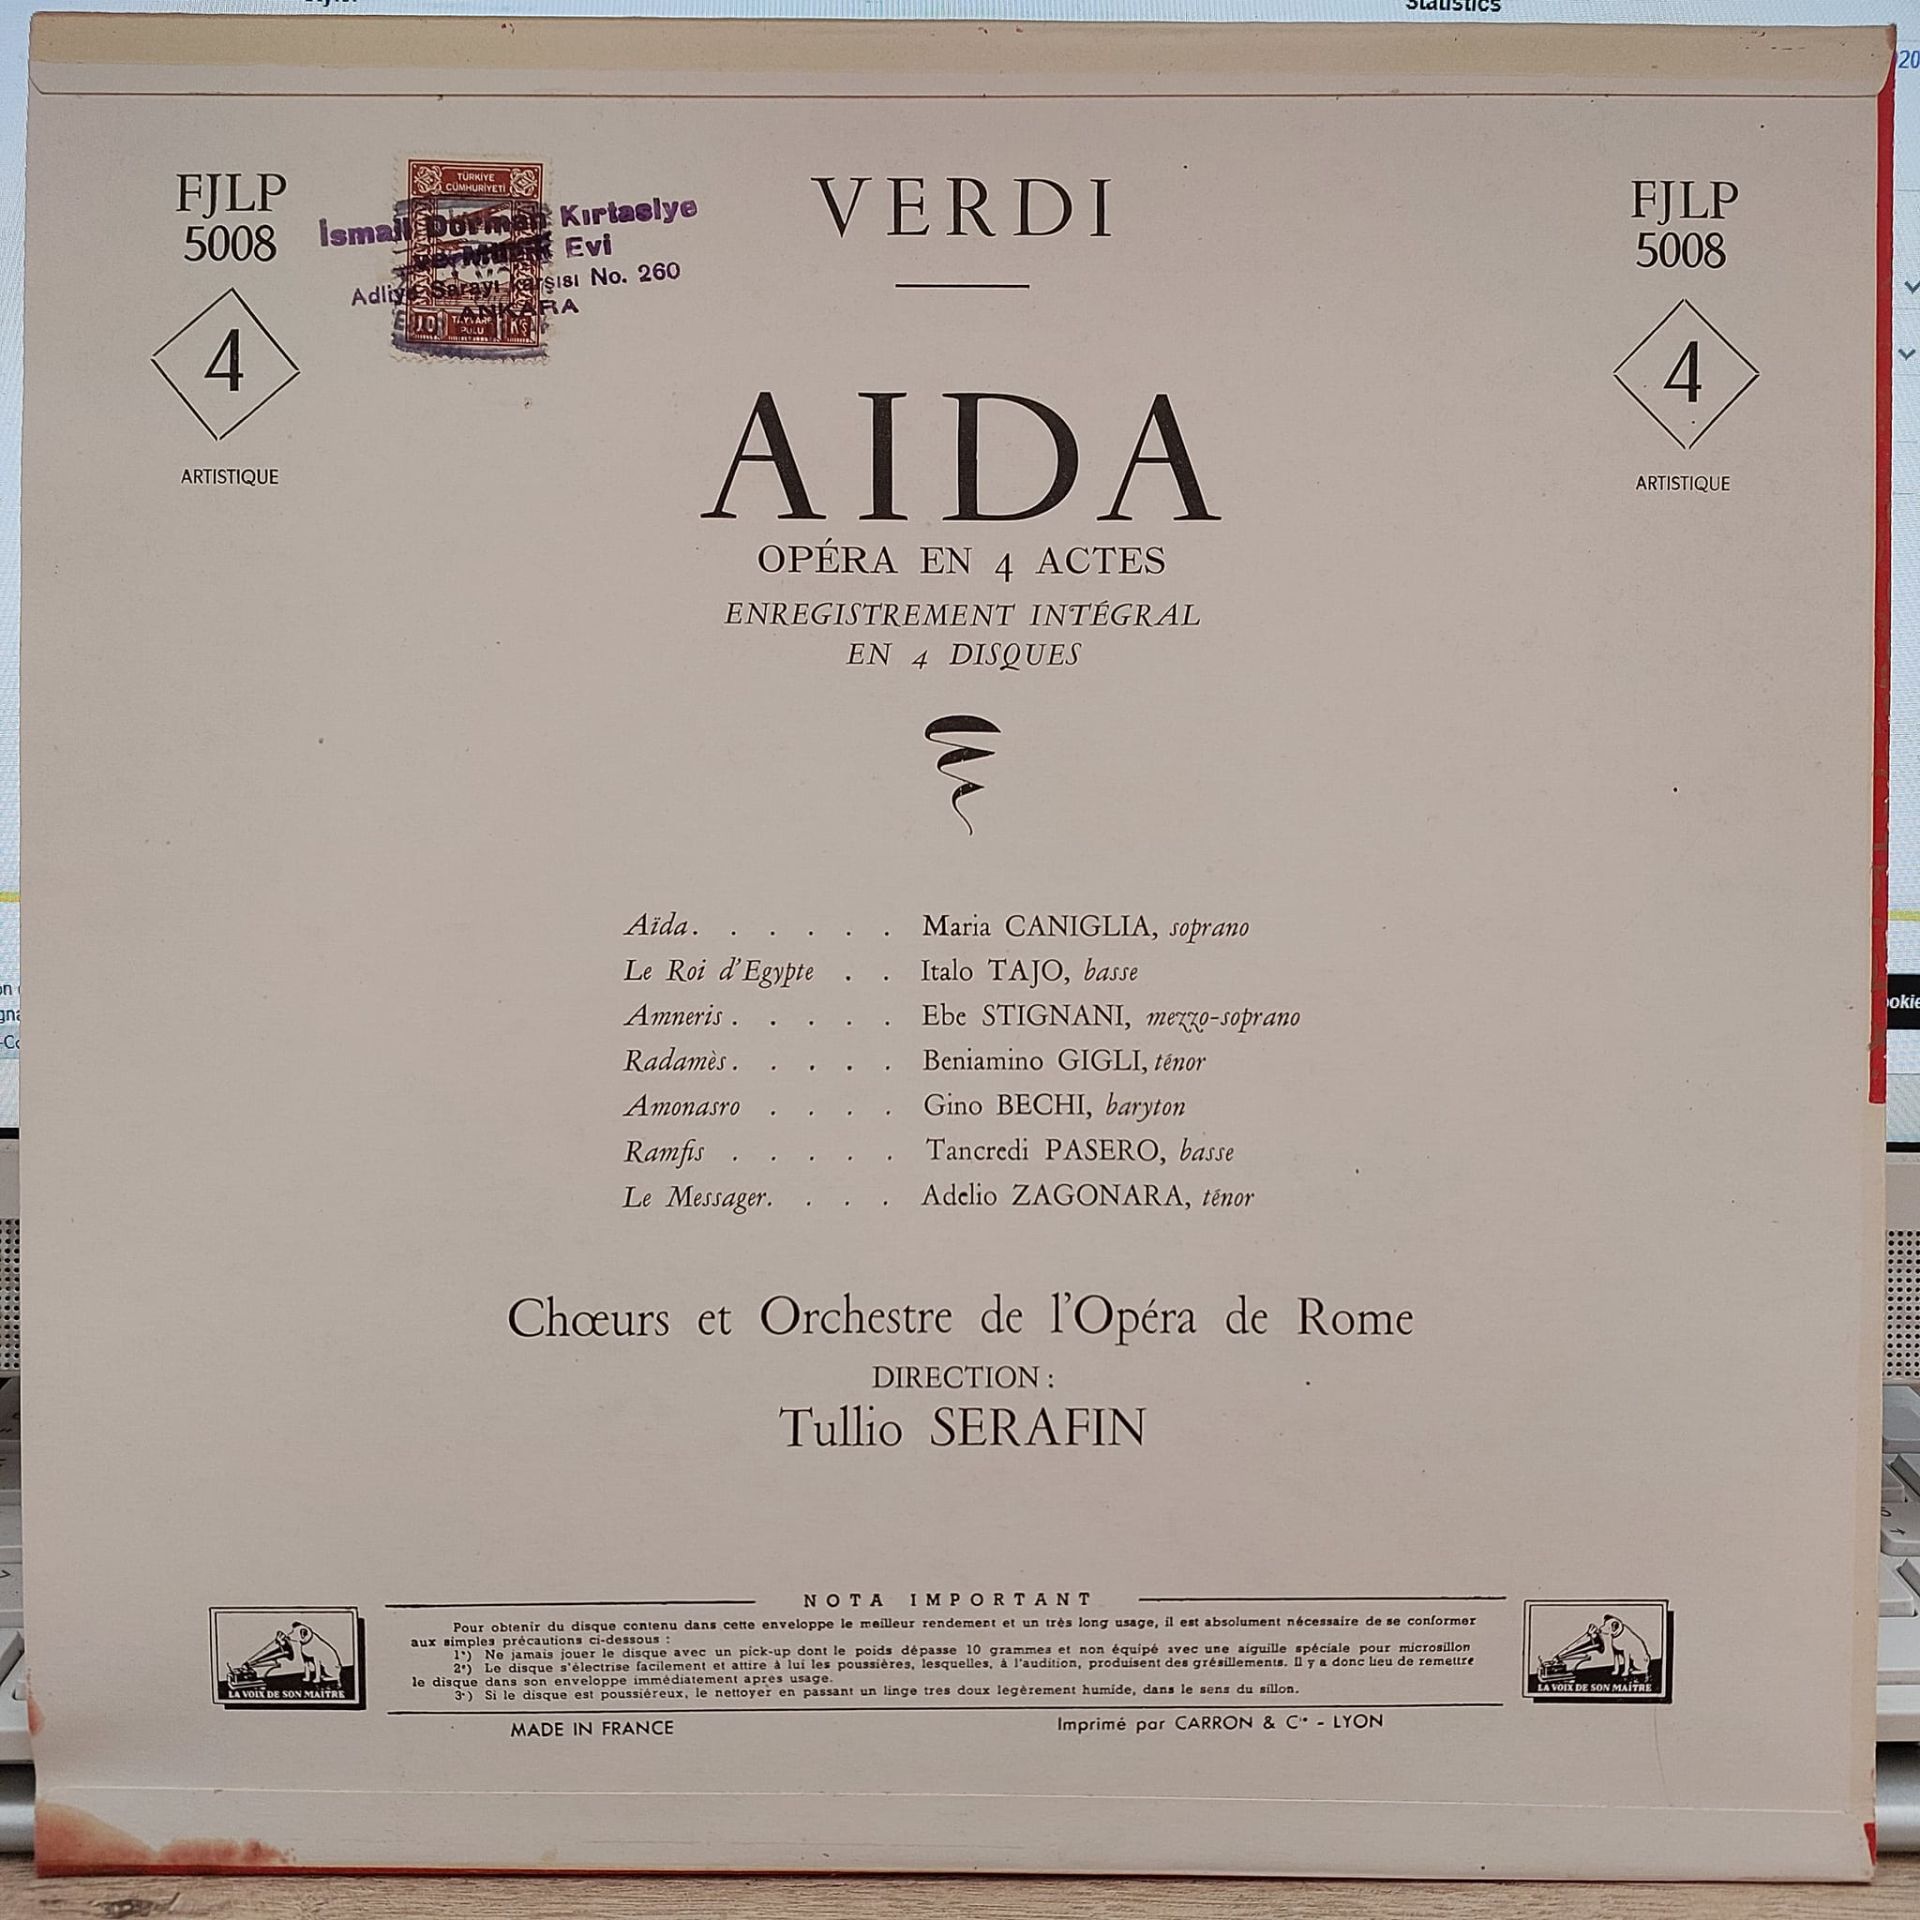 Statistics
FJLP
5008
4
ARTISTIQUE
TÜRKİYE
CÜMHURİYETİ
İsmail Dorman Kırtasiye
ve Müzik Evi
Adliye Sarayı karşısı No. 260
ANKARA
10 TAYYARE PULU KŞ
VERDI
FJLP
5008
4
ARTISTIQUE
AIDA
OPÉRA EN 4 ACTES
ENREGISTREMENT INTÉGRAL
EN 4 DISQUES
Aïda. . . . . . Maria CANIGLIA, soprano
Le Roi d'Egypte . . Italo TAJO, basse
Amneris . . . . . Ebe STIGNANI, mezzo-soprano
Radamès . . . . . Beniamino GIGLI, ténor
Amonasro . . . . Gino BECHI, baryton
Ramfis . . . . . Tancredi PASERO, basse
Le Messager. . . . Adelio ZAGONARA, ténor
Chœurs et Orchestre de l'Opéra de Rome
DIRECTION :
Tullio SERAFIN
NOTA IMPORTANT
Pour obtenir du disque contenu dans cette enveloppe le meilleur rendement et un très long usage, il est absolument nécessaire de se conformer
aux simples précautions ci-dessous :
1°) Ne jamais jouer le disque avec un pick-up dont le poids dépasse 10 grammes et non équipé avec une aiguille spéciale pour microsillon
2°) Le disque s'électrise facilement et attire à lui les poussières, lesquelles, à l'audition, produisent des grésillements. Il y a donc lieu de remettre
le disque dans son enveloppe immédiatement après usage.
3°) Si le disque est poussiéreux, le nettoyer en passant un linge tres doux legèrement humide, dans le sens du sillon.
LA VOIX DE SON MAÎTRE
LA VOIX DE SON MAÎTRE
MADE IN FRANCE
Imprimé par CARRON & Cie - LYON